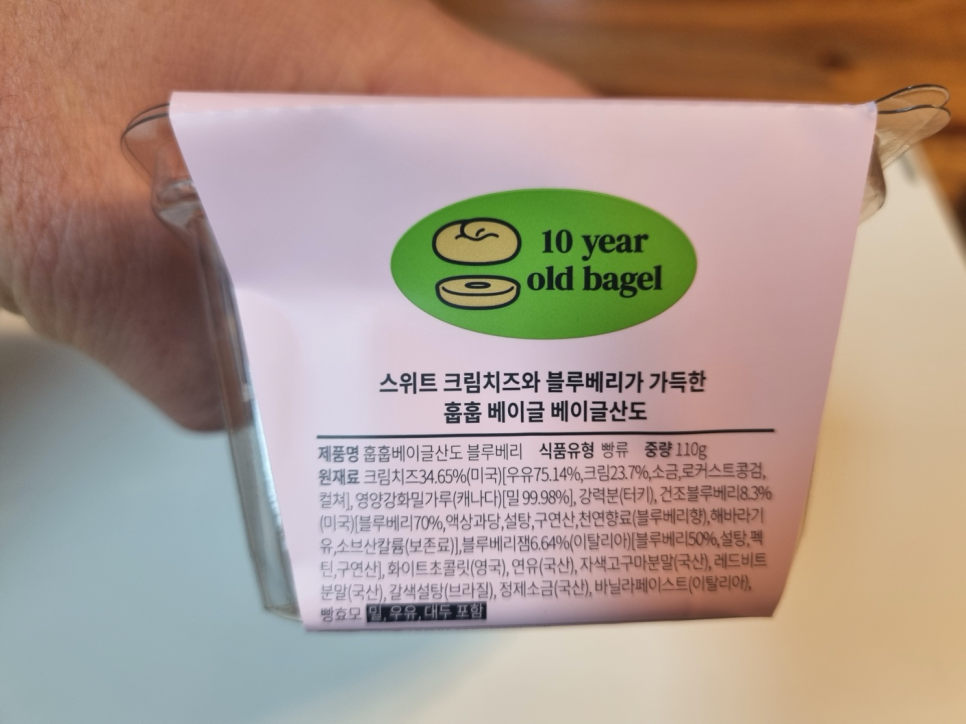 10 year
old bagel
스위트 크림치즈와 블루베리가 가득한
훕훕 베이글 베이글산도
제품명 훕훕베이글산도 블루베리 식품유형 빵류 중량 110g
원재료 크림치즈34.65%(미국)[우유75.14%,크림23.7%,소금,로커스트콩검,
컬쳐], 영양강화밀가루(캐나다)[밀 99.98%], 강력분(터키), 건조블루베리8.3%
(미국)[블루베리70%,액상과당,설탕,구연산,천연향료(블루베리향),해바라기
유,소브산칼륨(보존료)],블루베리잼6.64%(이탈리아)[블루베리50%,설탕,펙
틴,구연산], 화이트초콜릿(영국), 연유(국산), 자색고구마분말(국산), 레드비트
분말(국산), 갈색설탕(브라질), 정제소금(국산), 바닐라페이스트(이탈리아),
빵효모 밀, 우유, 대두 포함